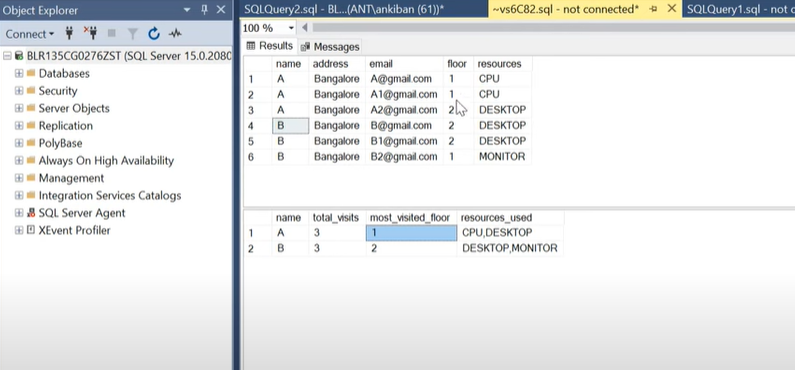 Object Explorer
Connect
BLR135CG0276ZST (SQL Server 15.0.2080
Databases
Security
Server Objects
Replication
PolyBase
Always On High Availability
Management
Integration Services Catalogs
SQL Server Agent
XEvent Profiler
SQLQuery2.sql - BL...(ANT\ankiban (61))* ~vs6C82.sql - not connected* SQLQuery1.sql - not c
100 %
Results Messages
name address email floor resources
1 A Bangalore A@gmail.com 1 CPU
2 A Bangalore A1@gmail.com 1 CPU
3 A Bangalore A2@gmail.com 2 DESKTOP
4 B Bangalore B@gmail.com 2 DESKTOP
5 B Bangalore B1@gmail.com 2 DESKTOP
6 B Bangalore B2@gmail.com 1 MONITOR
name total_visits most_visited_floor resources_used
1 A 3 1 CPU,DESKTOP
2 B 3 2 DESKTOP,MONITOR